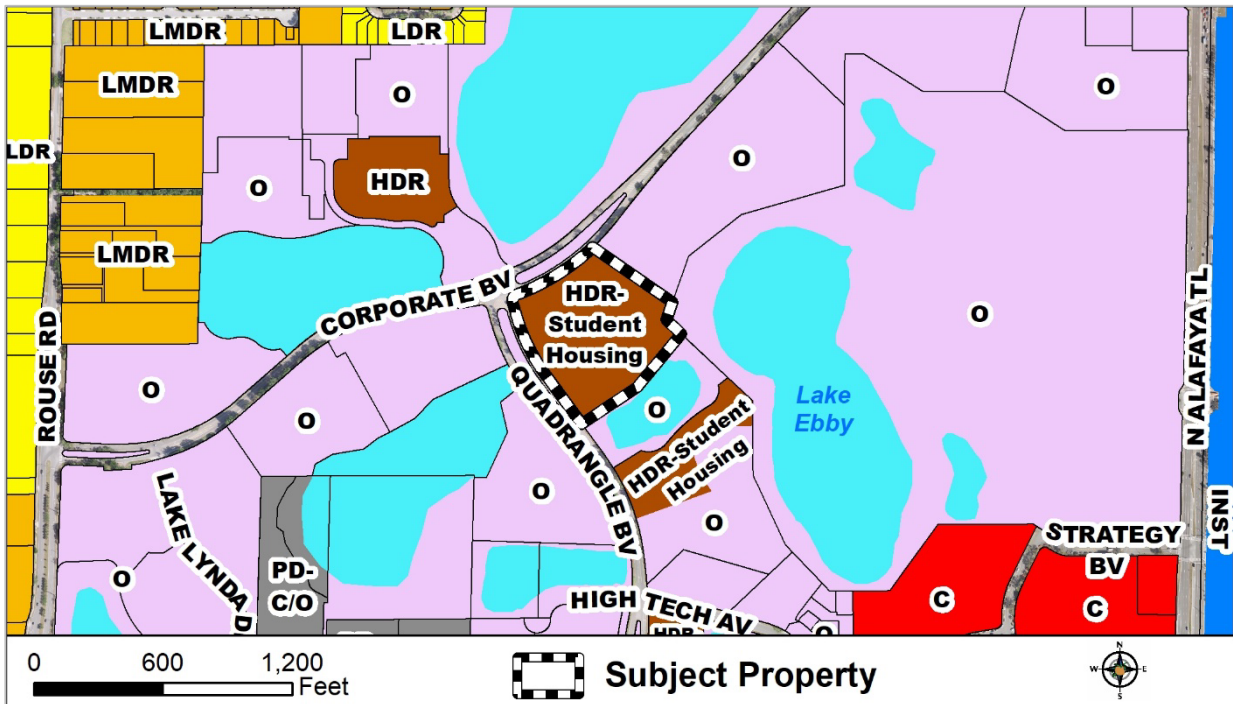 LMDR
LDR
LMDR
O
O
LDR
O
HDR
O
LMDR
CORPORATE BV
HDR-
Student
Housing
O
N ALAFAYA TL
ROUSE RD
O
O
QUADRANGLE BV
O
Lake
Ebby
HDR-Student
Housing
O
O
INST
LAKE LYNDA D
PD-
C/O
O
STRATEGY
BV
HIGH TECH AV
C
C
HDR
O
0 600 1,200
Feet
Subject Property
N
W E
S